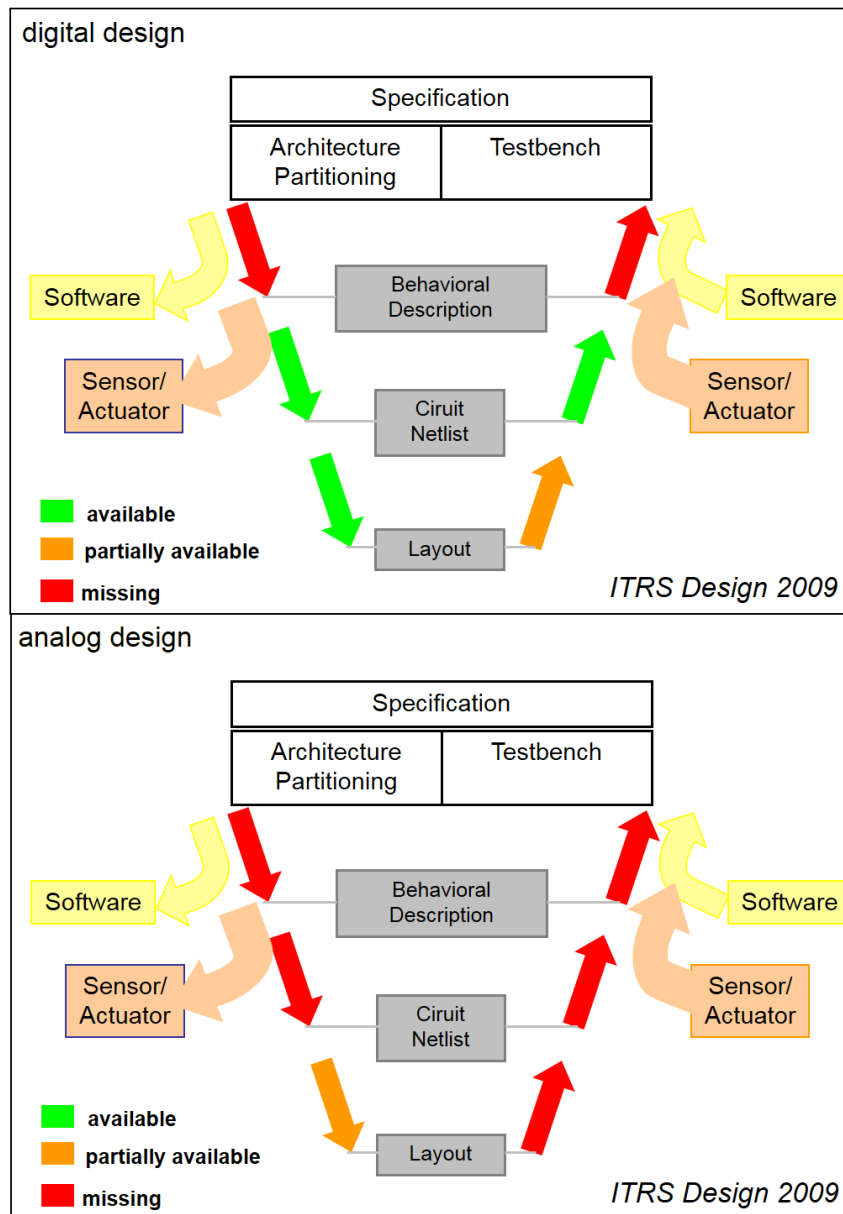 digital design
Specification
Architecture
Partitioning
Testbench
Software
Behavioral
Description
Software
Sensor/
Actuator
Ciruit
Netlist
Sensor/
Actuator
available
partially available
missing
Layout
ITRS Design 2009
analog design
Specification
Architecture
Partitioning
Testbench
Software
Behavioral
Description
Software
Sensor/
Actuator
Ciruit
Netlist
Sensor/
Actuator
available
partially available
missing
Layout
ITRS Design 2009